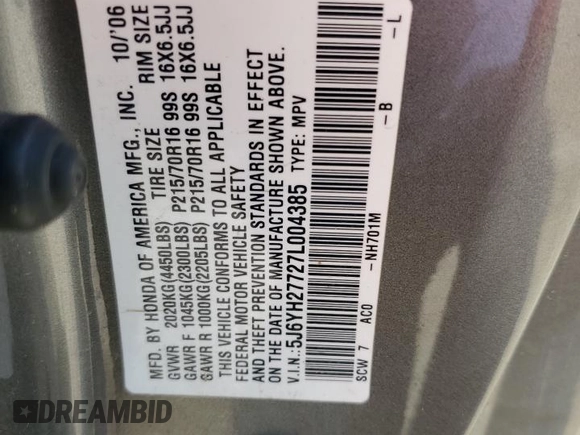 MFD. BY HONDA OF AMERICA MFG., INC. 10/'06
TIRE SIZE RIM SIZE
GVWR 2020KG(4450LBS)
GAWR F 1045KG(2300LBS) P215/70R16 99S 16X6.5JJ
GAWR R 1000KG(2205LBS) P215/70R16 99S 16X6.5JJ
THIS VEHICLE CONFORMS TO ALL APPLICABLE
FEDERAL MOTOR VEHICLE SAFETY
AND THEFT PREVENTION STANDARDS IN EFFECT
ON THE DATE OF MANUFACTURE SHOWN ABOVE.
V.I.N.:5J6YH27727L004385 TYPE: MPV
SCW 7 AC0 -NH701M -B -L
DREAMBID